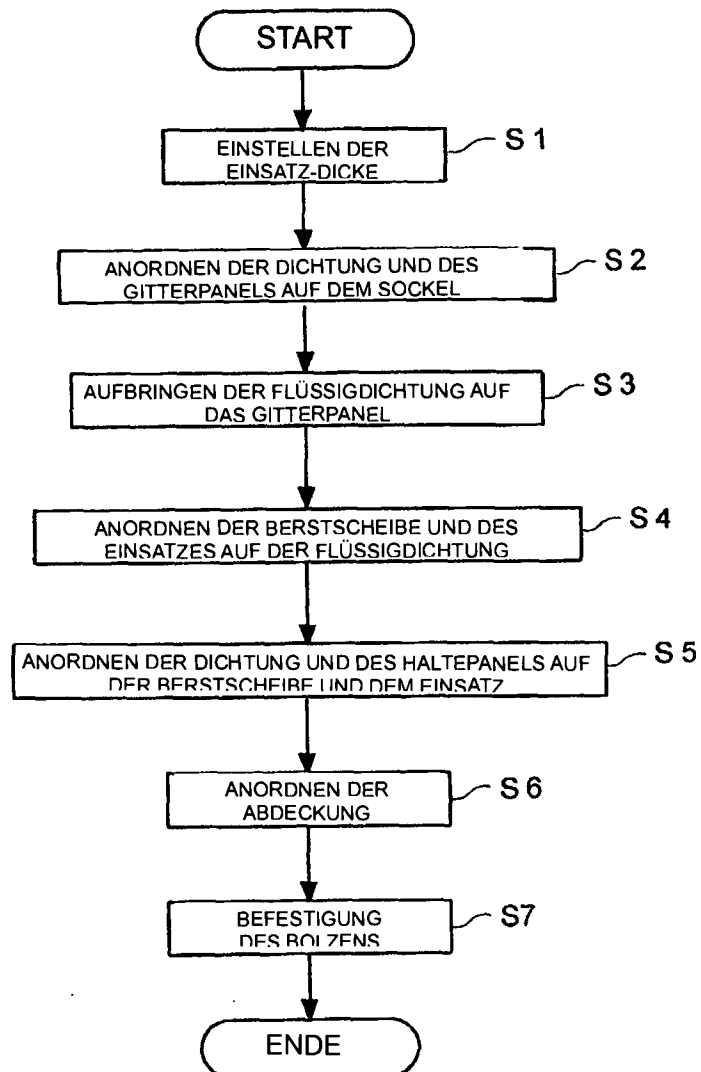 START
EINSTELLEN DER
EINSATZ-DICKE
S 1
ANORDNEN DER DICHTUNG UND DES
GITTERPANELS AUF DEM SOCKEL
S 2
AUFBRINGEN DER FLÜSSIGDICHTUNG AUF
DAS GITTERPANEL
S 3
ANORDNEN DER BERSTSCHEIBE UND DES
EINSATZES AUF DER FLÜSSIGDICHTUNG
S 4
ANORDNEN DER DICHTUNG UND DES HALTEPANELS AUF
DER BERSTSCHEIBE UND DEM EINSATZ
S 5
ANORDNEN DER
ABDECKUNG
S 6
BEFESTIGUNG
DES BOLZENS
S7
ENDE